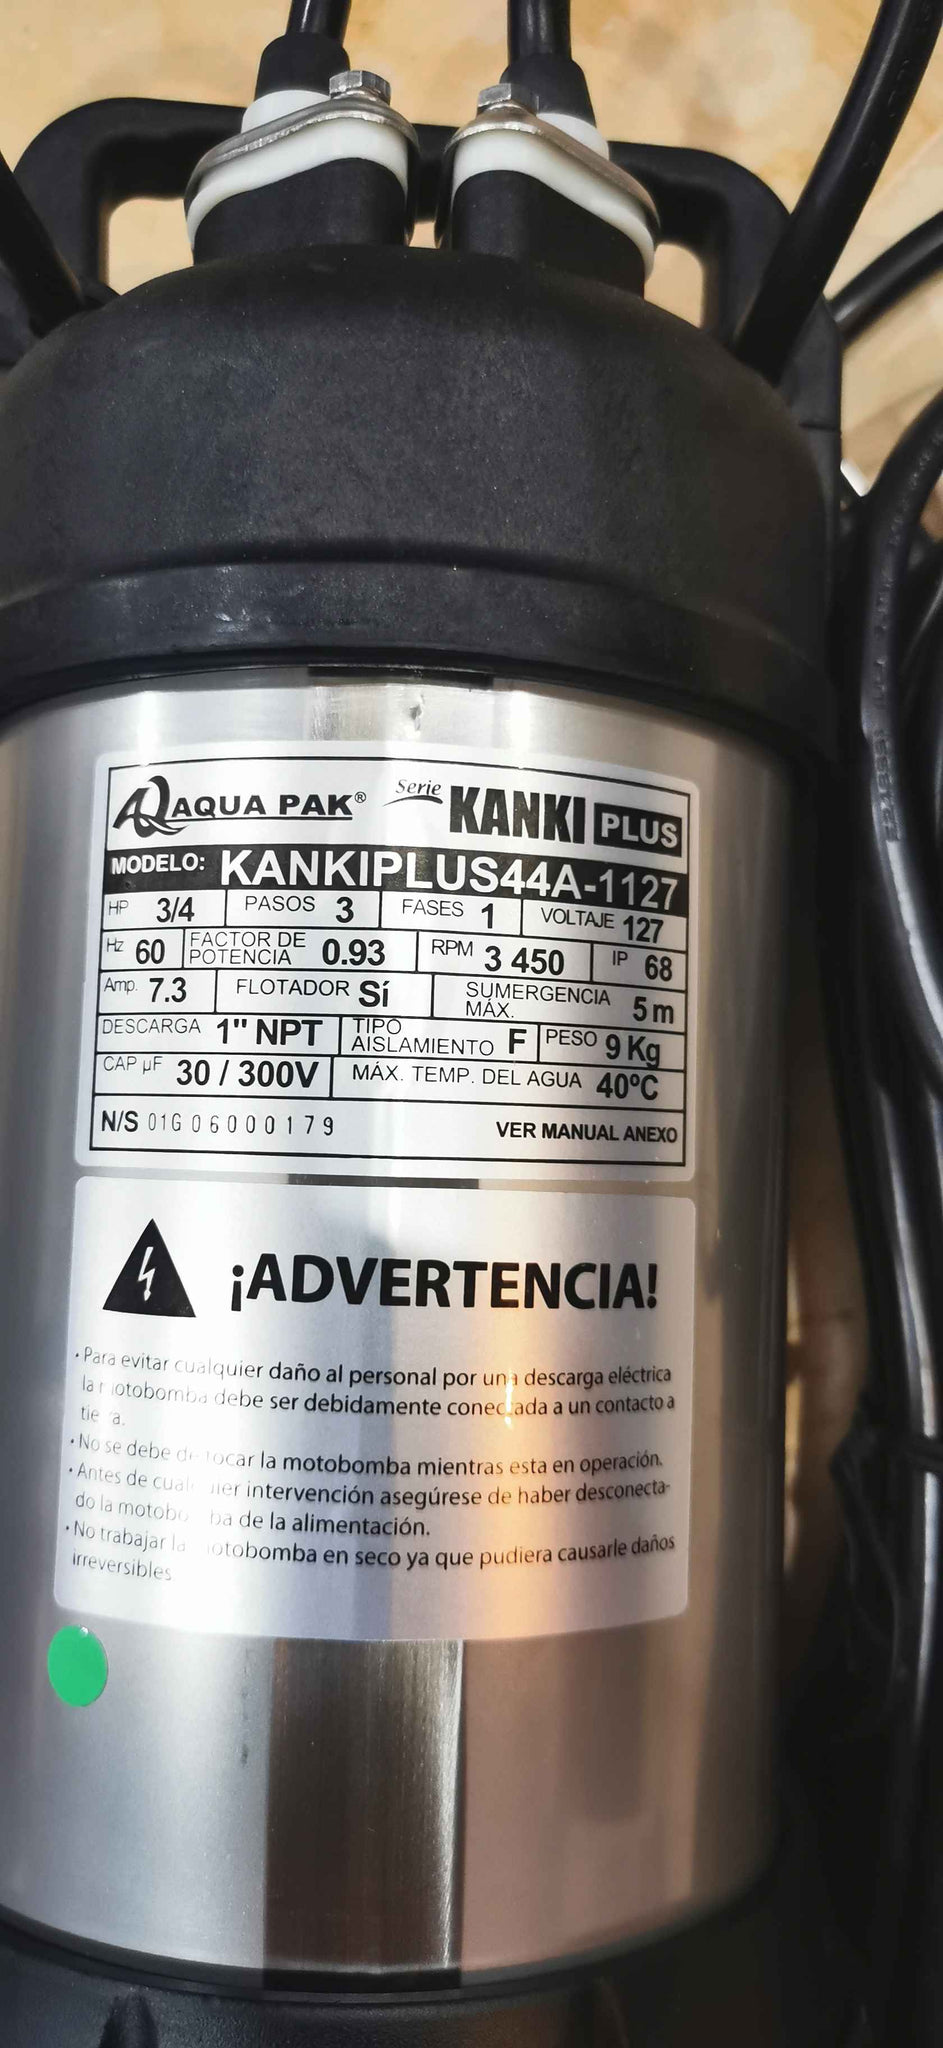 AQUA PAK® Serie KANKI PLUS
MODELO: KANKIPLUS44A-1127
HP 3/4 PASOS 3 FASES 1 VOLTAJE 127
Hz 60 FACTOR DE POTENCIA 0.93 RPM 3 450 IP 68
Amp. 7.3 FLOTADOR Sí SUMERGENCIA MÁX. 5 m
DESCARGA 1" NPT TIPO AISLAMIENTO F PESO 9 Kg
CAP µF 30 / 300V MÁX. TEMP. DEL AGUA 40ºC
N/S 01G06000179 VER MANUAL ANEXO
¡ADVERTENCIA!
• Para evitar cualquier daño al personal por una descarga eléctrica
la motobomba debe ser debidamente conectada a un contacto a
tierra.
• No se debe de tocar la motobomba mientras esta en operación.
• Antes de cualquier intervención asegúrese de haber desconecta-
do la motobomba de la alimentación.
• No trabajar la motobomba en seco ya que pudiera causarle daños
irreversibles